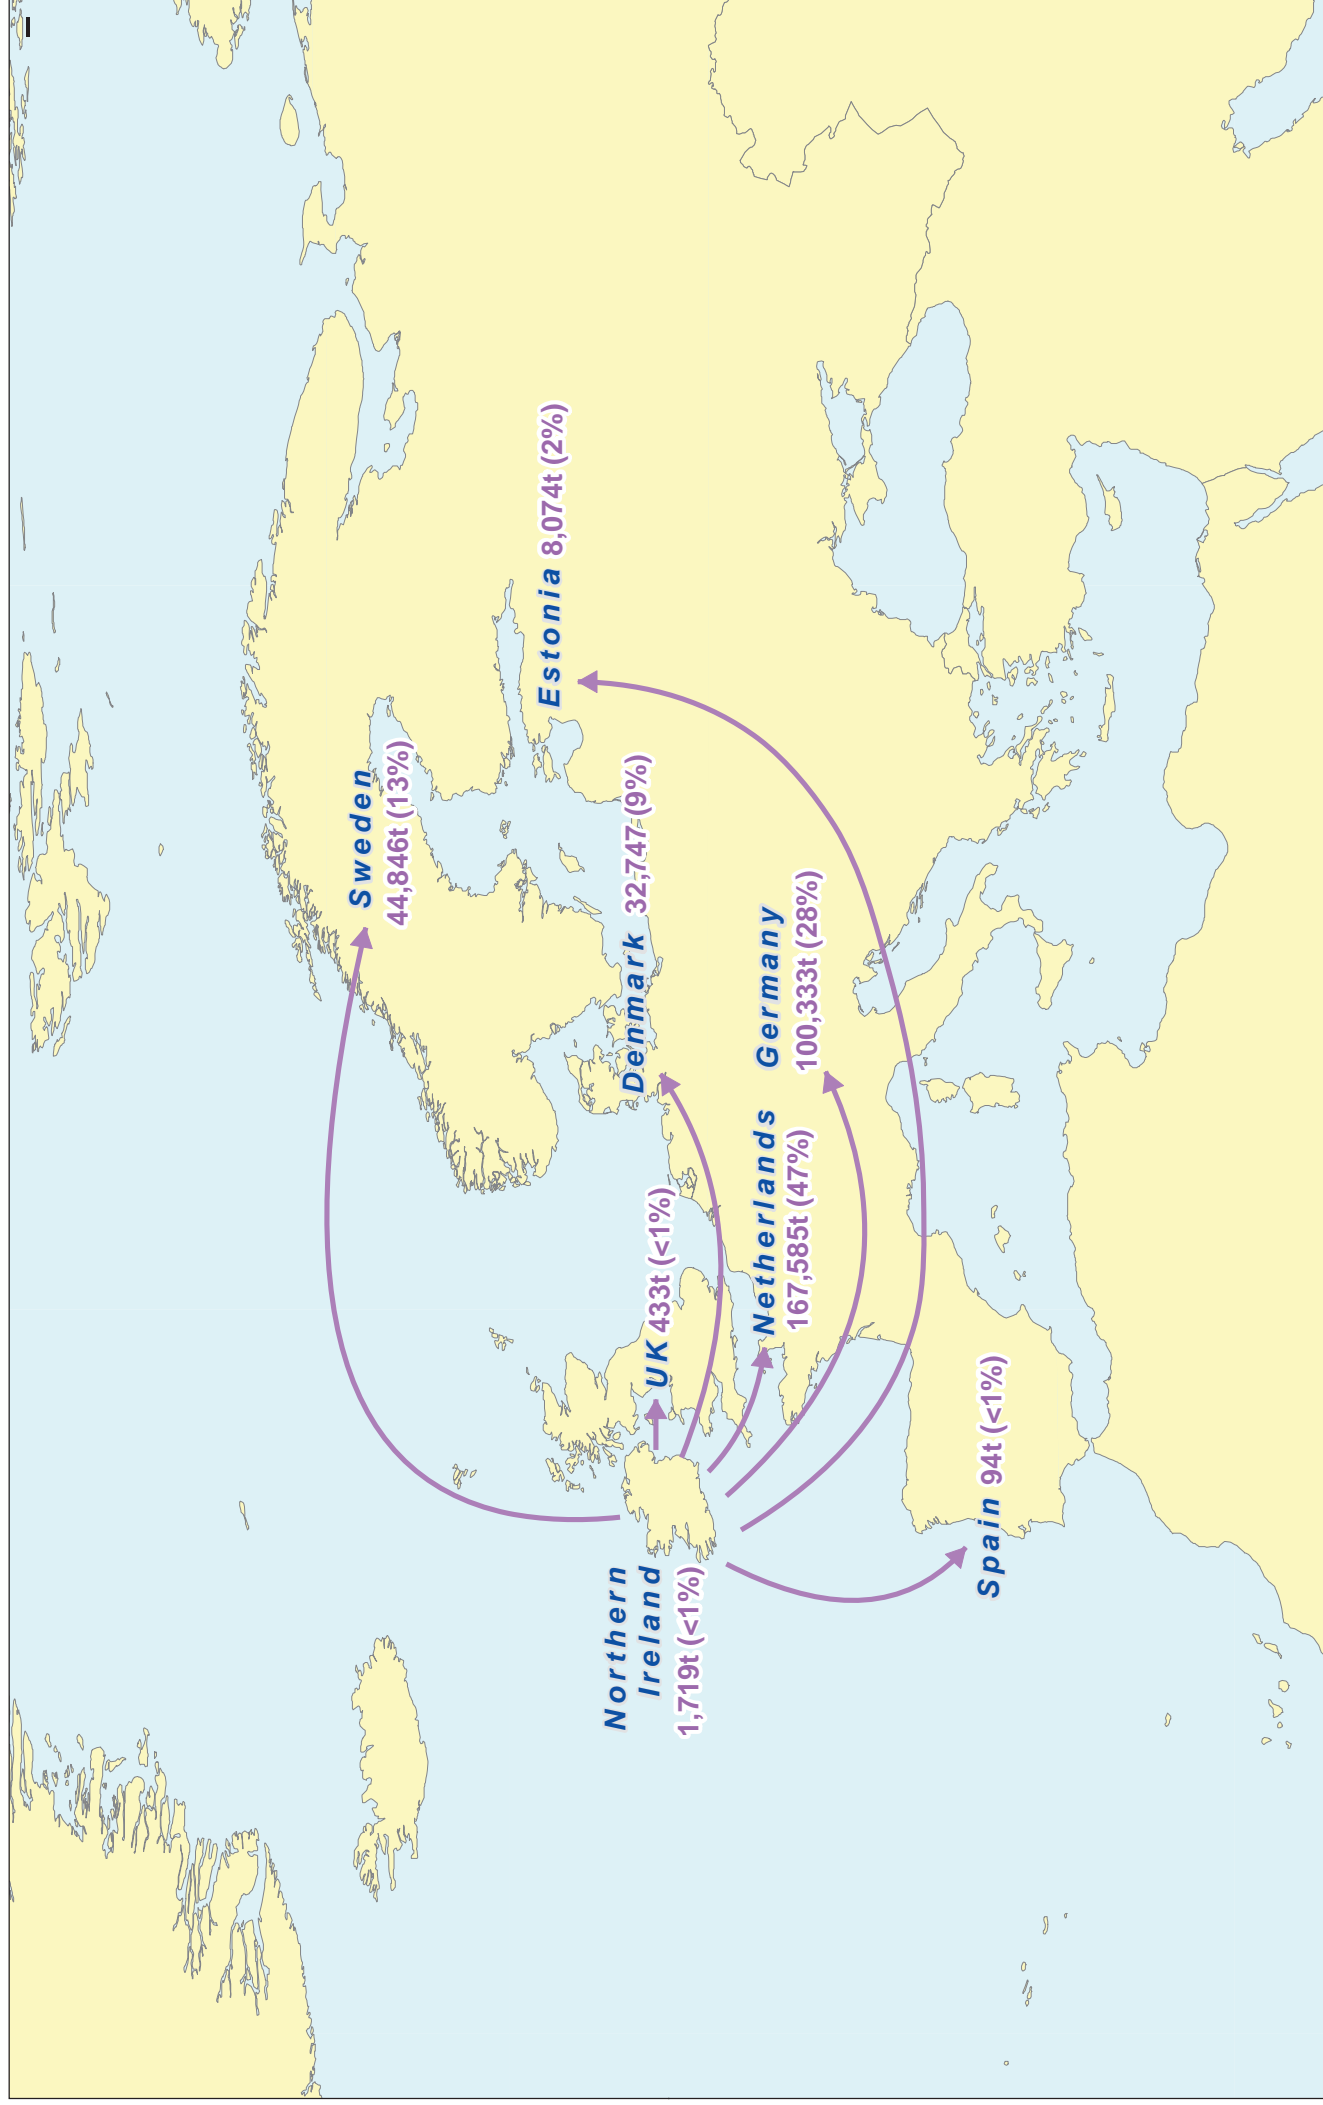 Sweden
44,846t (13%)
Estonia 8,074t (2%)
Denmark 32,747 (9%)
UK 433t (<1%)
Northern
Ireland
1,719t (<1%)
Netherlands
167,585t (47%)
Germany
100,333t (28%)
Spain 94t (<1%)